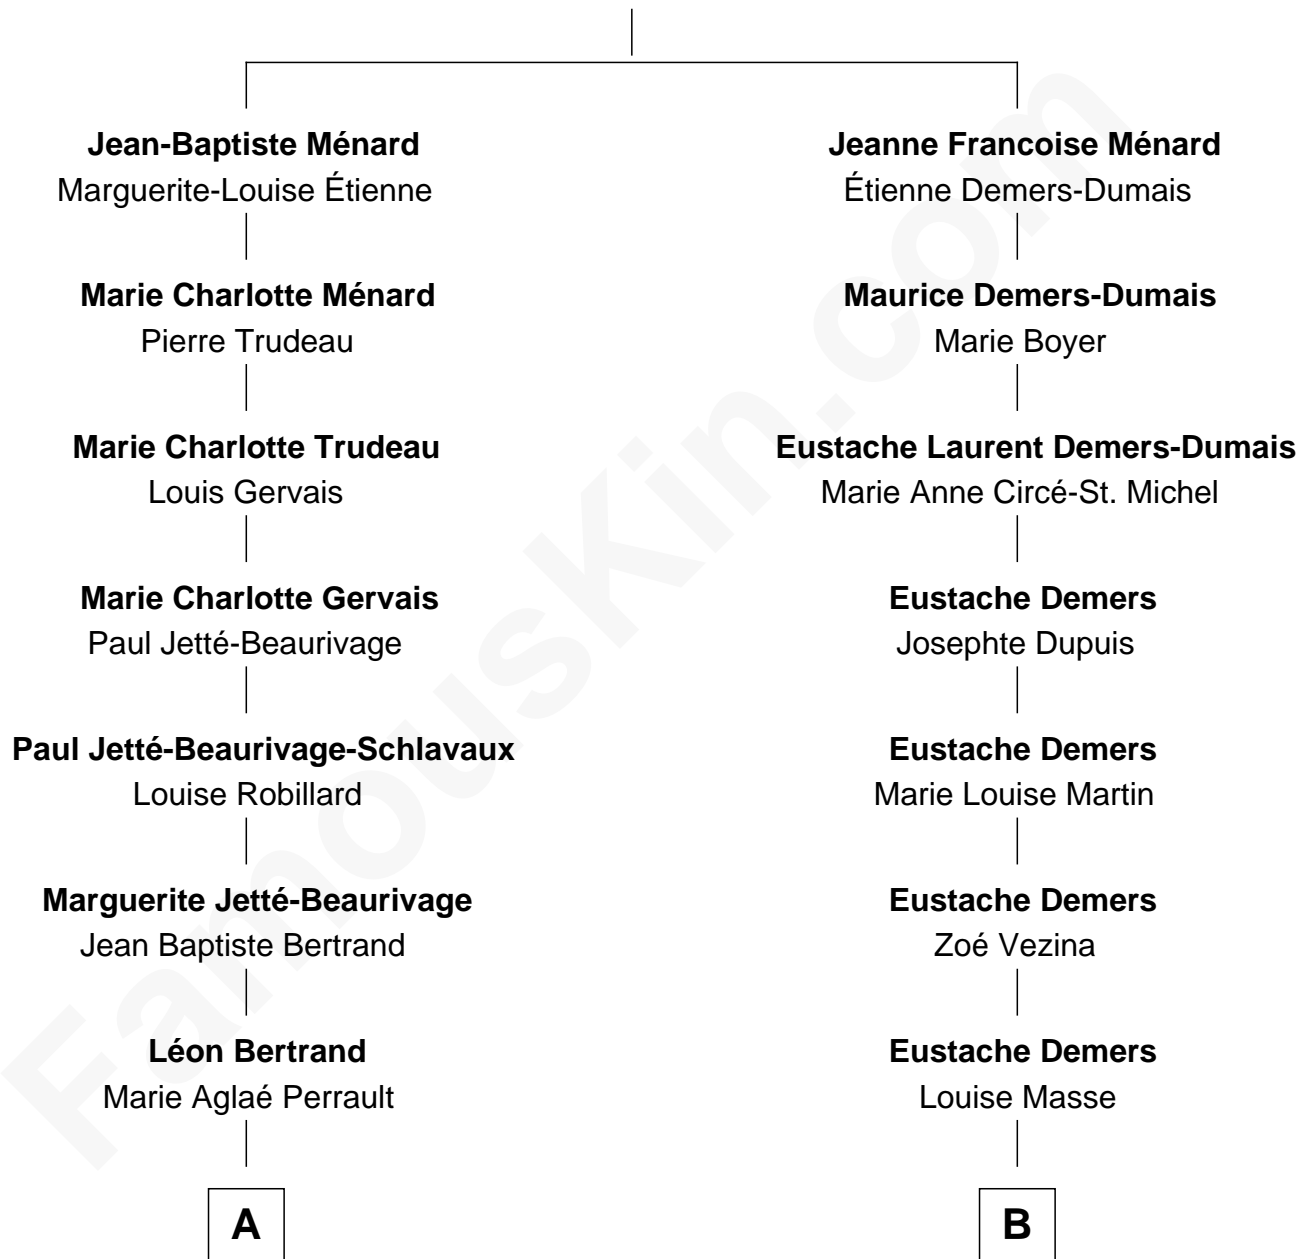 Jean-Baptiste Ménard
Marguerite-Louise Étienne
Marie Charlotte Ménard
Pierre Trudeau
Marie Charlotte Trudeau
Louis Gervais
Marie Charlotte Gervais
Paul Jetté-Beaurivage
Paul Jetté-Beaurivage-Schlavaux
Louise Robillard
Marguerite Jetté-Beaurivage
Jean Baptiste Bertrand
Léon Bertrand
Marie Aglaé Perrault
A
Jeanne Francoise Ménard
Étienne Demers-Dumais
Maurice Demers-Dumais
Marie Boyer
Eustache Laurent Demers-Dumais
Marie Anne Circé-St. Michel
Eustache Demers
Josephte Dupuis
Eustache Demers
Marie Louise Martin
Eustache Demers
Zoé Vezina
Eustache Demers
Louise Masse
B
FamousKin.com